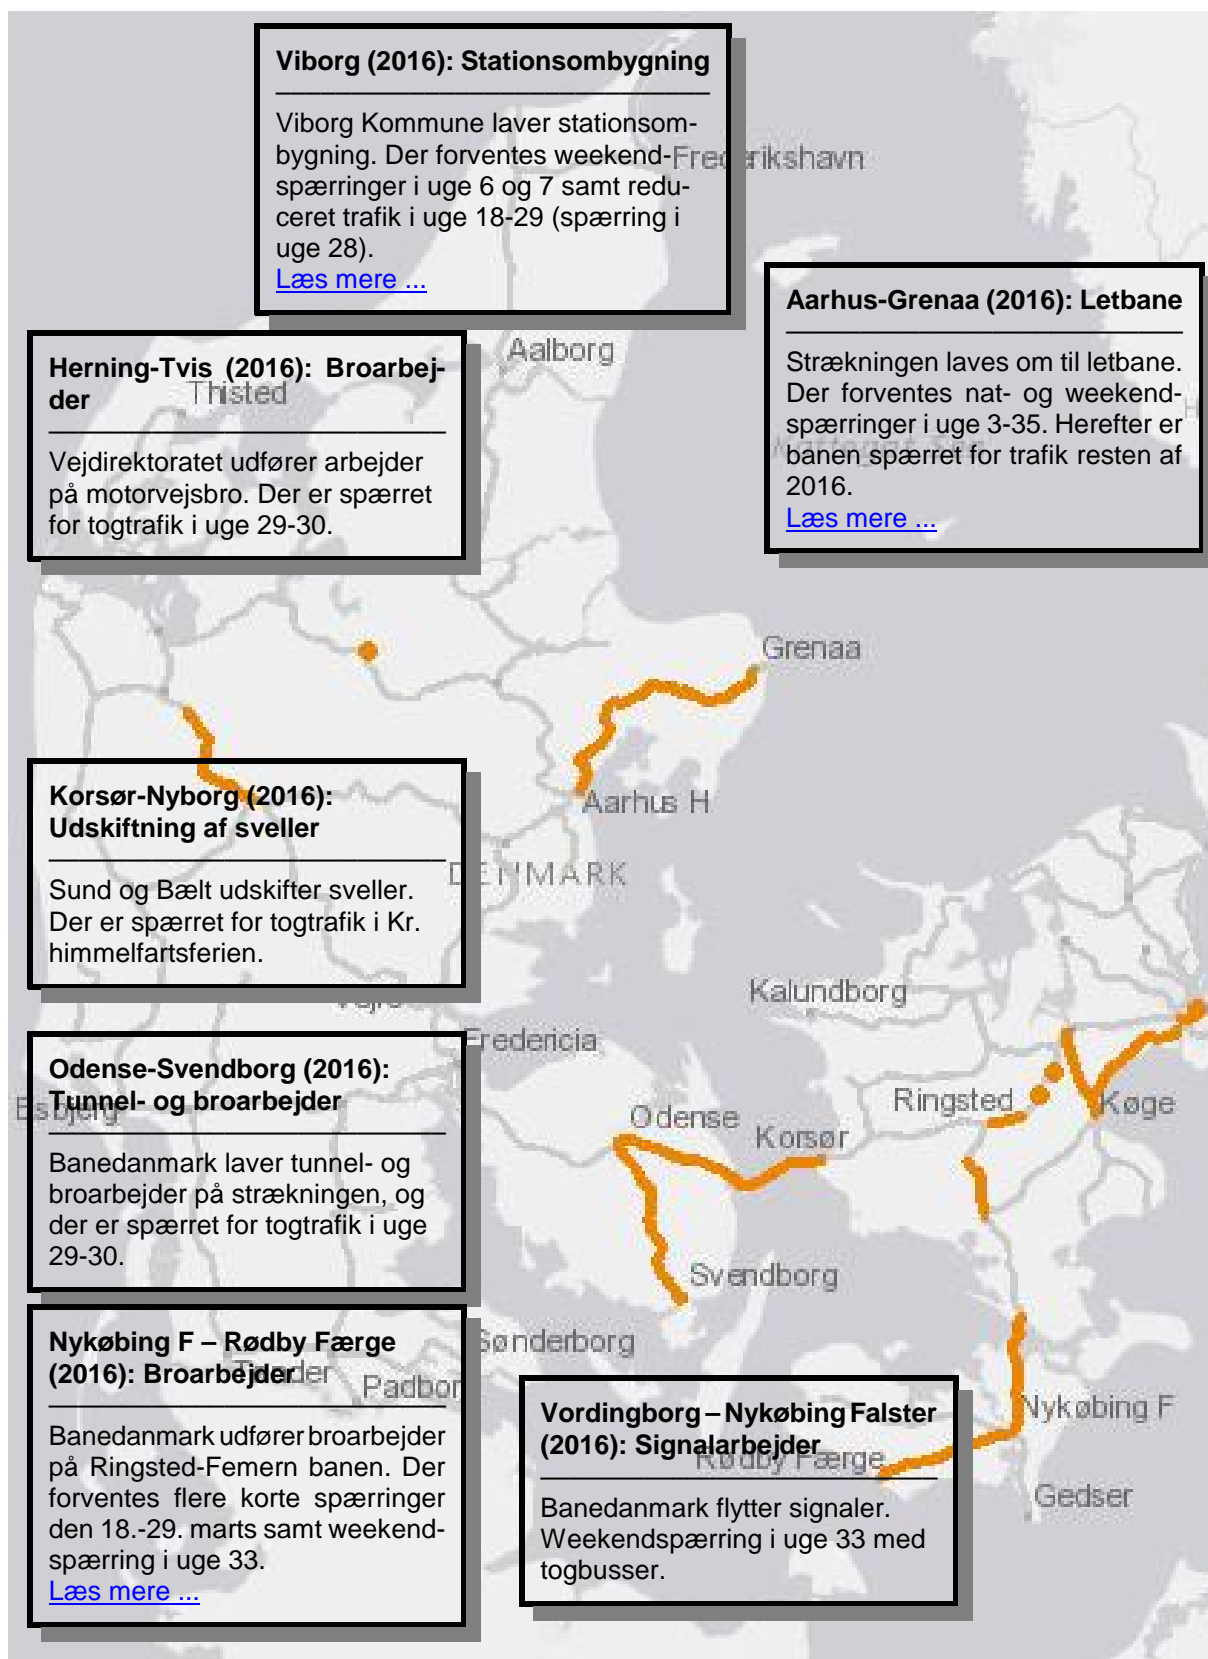 Viborg (2016): Stationsombygning
Viborg Kommune laver stationsom-
bygning. Der forventes weekend-
spærringer i uge 6 og 7 samt redu-
ceret trafik i uge 18-29 (spærring i
uge 28).
Læs mere ...
Frederikshavn
Aarhus-Grenaa (2016): Letbane
Strækningen laves om til letbane.
Der forventes nat- og weekend-
spærringer i uge 3-35. Herefter er
banen spærret for trafik resten af
2016.
Læs mere ...
Aalborg
Herning-Tvis (2016): Broarbej-
der
Thisted
Vejdirektoratet udfører arbejder
på motorvejsbro. Der er spærret
for togtrafik i uge 29-30.
Grenaa
Aarhus H
DENMARK
Korsør-Nyborg (2016):
Udskiftning af sveller
Sund og Bælt udskifter sveller.
Der er spærret for togtrafik i Kr.
himmelfartsferien.
Kalundborg
Fredericia
Ringsted
Køge
Odense
Korsør
Esbjerg
Odense-Svendborg (2016):
Tunnel- og broarbejder
Banedanmark laver tunnel- og
broarbejder på strækningen, og
der er spærret for togtrafik i uge
29-30.
Svendborg
Sønderborg
Nykøbing F – Rødby Færge
(2016): Broarbejder
Tønder
Padbor
Banedanmark udfører broarbejder
på Ringsted-Femern banen. Der
forventes flere korte spærringer
den 18.-29. marts samt weekend-
spærring i uge 33.
Læs mere ...
Vordingborg – Nykøbing Falster
(2016): Signalarbejder
Rødby Færge
Banedanmark flytter signaler.
Weekendspærring i uge 33 med
togbusser.
Nykøbing F
Gedser